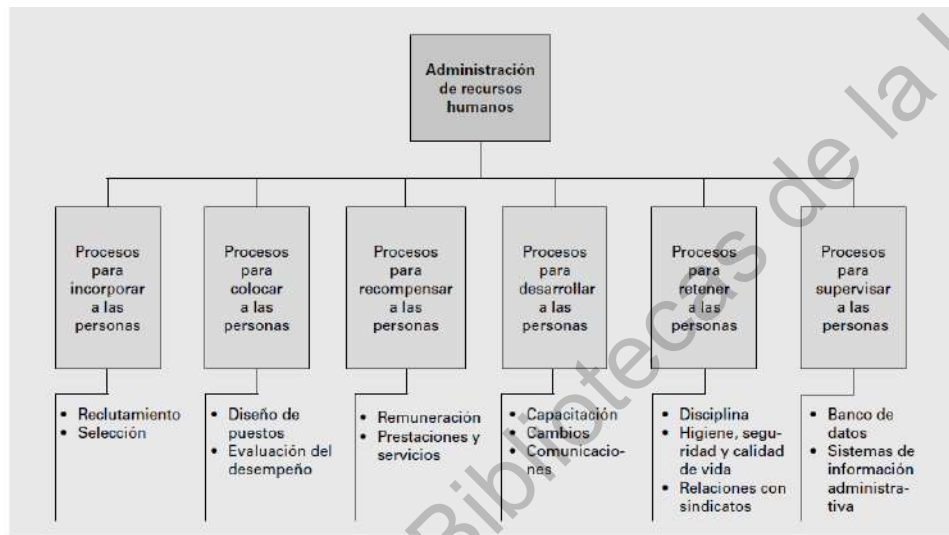 Administración
de recursos
humanos
Procesos
para
incorporar
a las
personas
Procesos
para
colocar
a las
personas
Procesos
para
recompensar
a las
personas
Procesos
para
desarrollar
a las
personas
Procesos
para
retener
a las
personas
Procesos
para
supervisar
a las
personas
• Reclutamiento
• Selección
• Diseño de
puestos
• Evaluación del
desempeño
• Remuneración
• Prestaciones y
servicios
• Capacitación
• Cambios
• Comunicacio-
nes
• Disciplina
• Higiene, segu-
ridad y calidad
de vida
• Relaciones con
sindicatos
• Banco de
datos
• Sistemas de
información
administra-
tiva
Bibliotecas de la